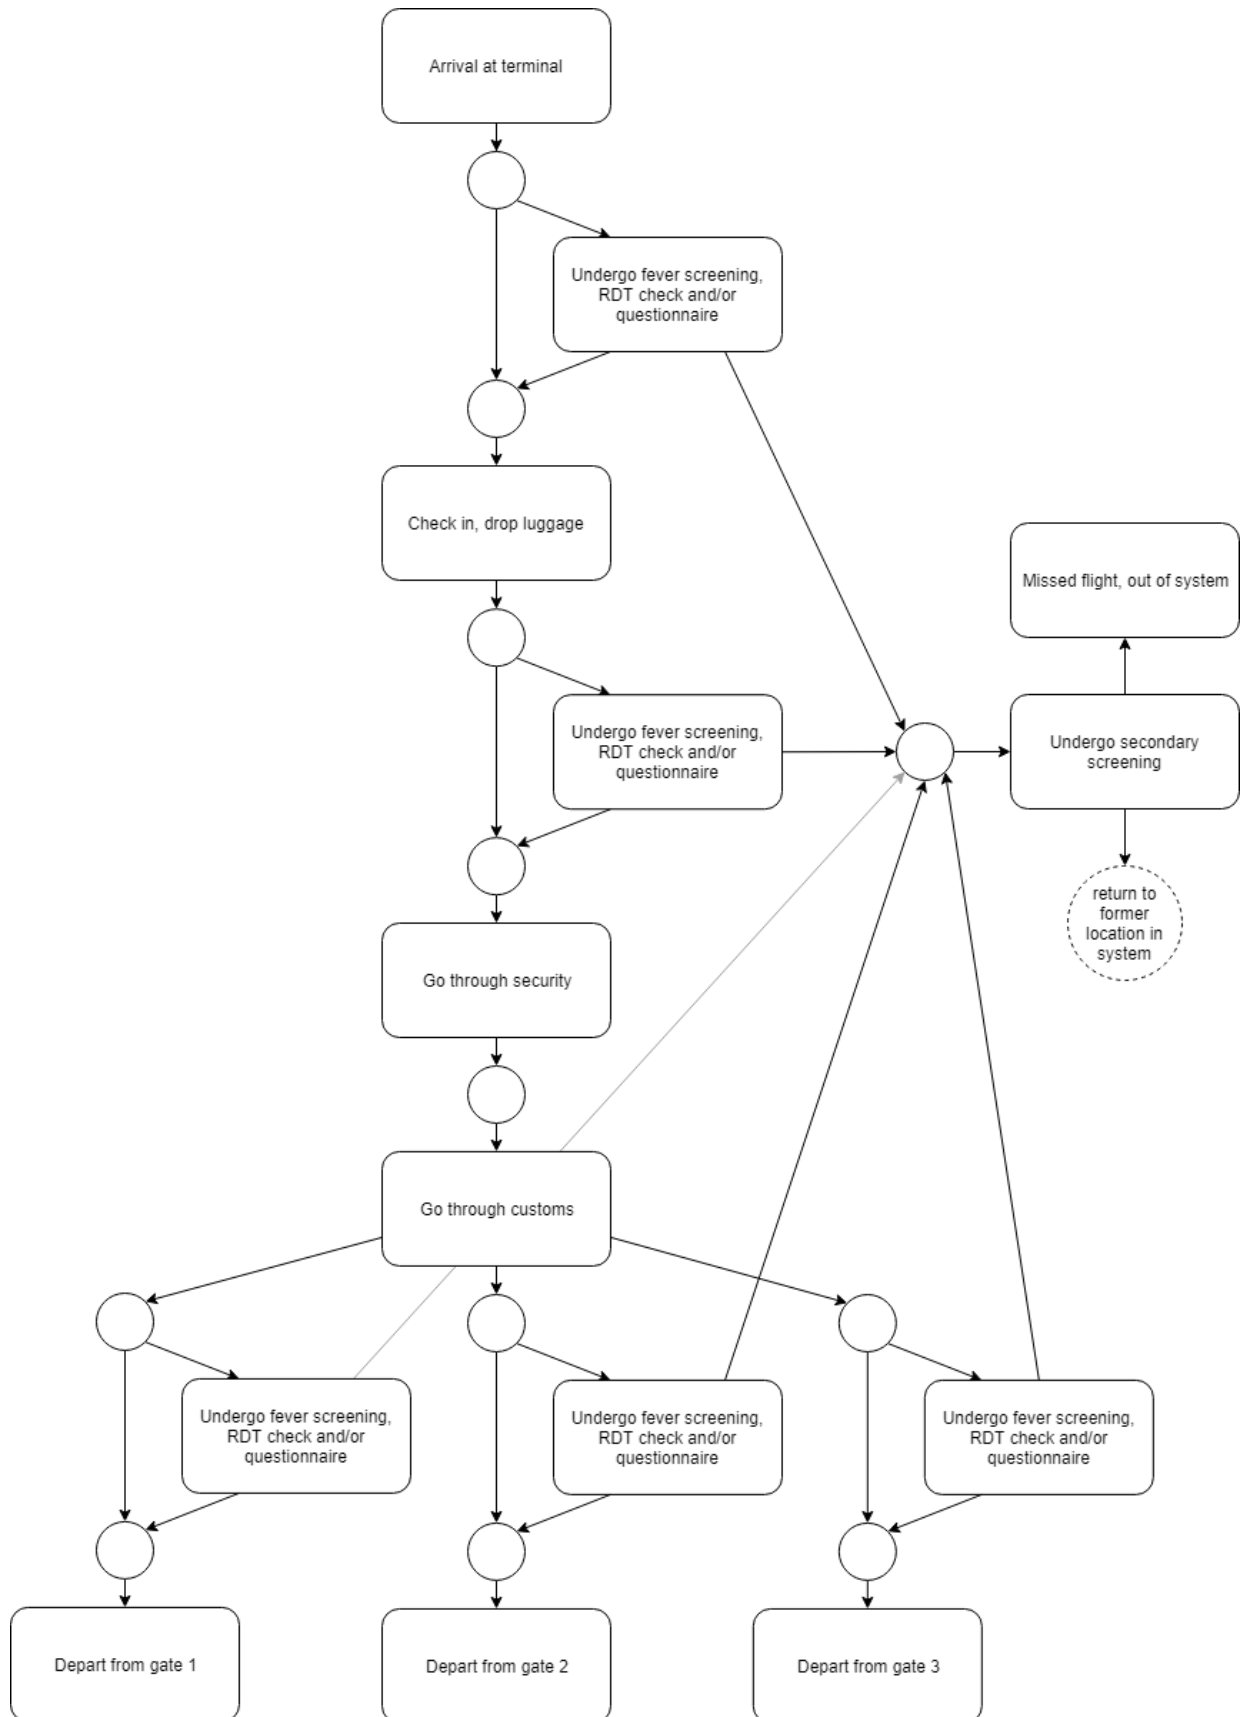 Arrival at terminal
Undergo fever screening,
RDT check and/or
questionnaire
Check in, drop luggage
Missed flight, out of system
Undergo fever screening,
RDT check and/or
questionnaire
Undergo secondary
screening
return to
former
location in
system
Go through security
Go through customs
Undergo fever screening,
RDT check and/or
questionnaire
Undergo fever screening,
RDT check and/or
questionnaire
Undergo fever screening,
RDT check and/or
questionnaire
Depart from gate 1
Depart from gate 2
Depart from gate 3